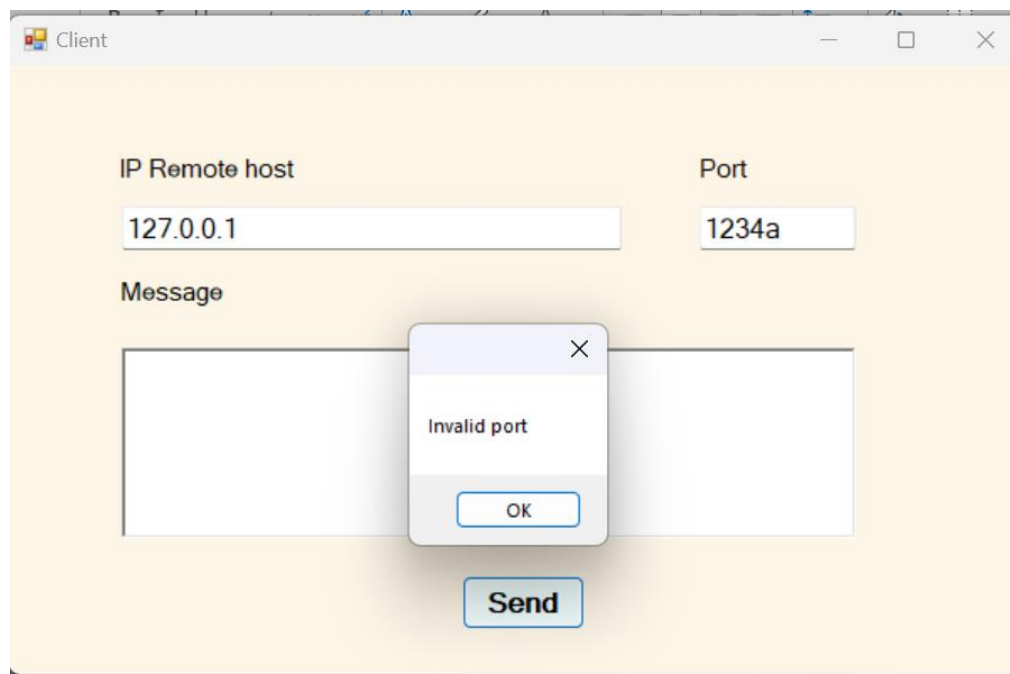 Client
IP Remote host
Port
127.0.0.1
1234a
Message
Invalid port
OK
Send